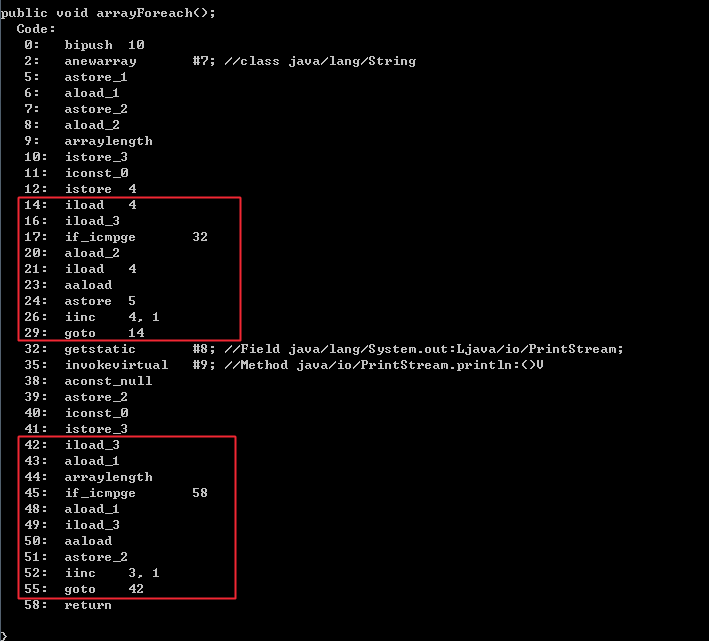 public void arrayForeach();
Code:
0: bipush 10
2: anewarray #7; //class java/lang/String
5: astore_1
6: aload_1
7: astore_2
8: aload_2
9: arraylength
10: istore_3
11: iconst_0
12: istore 4
14: iload 4
16: iload_3
17: if_icmpge 32
20: aload_2
21: iload 4
23: aaload
24: astore 5
26: iinc 4, 1
29: goto 14
32: getstatic #8; //Field java/lang/System.out:Ljava/io/PrintStream;
35: invokevirtual #9; //Method java/io/PrintStream.println:()V
38: aconst_null
39: astore_2
40: iconst_0
41: istore_3
42: iload_3
43: aload_1
44: arraylength
45: if_icmpge 58
48: aload_1
49: iload_3
50: aaload
51: astore_2
52: iinc 3, 1
55: goto 42
58: return
}